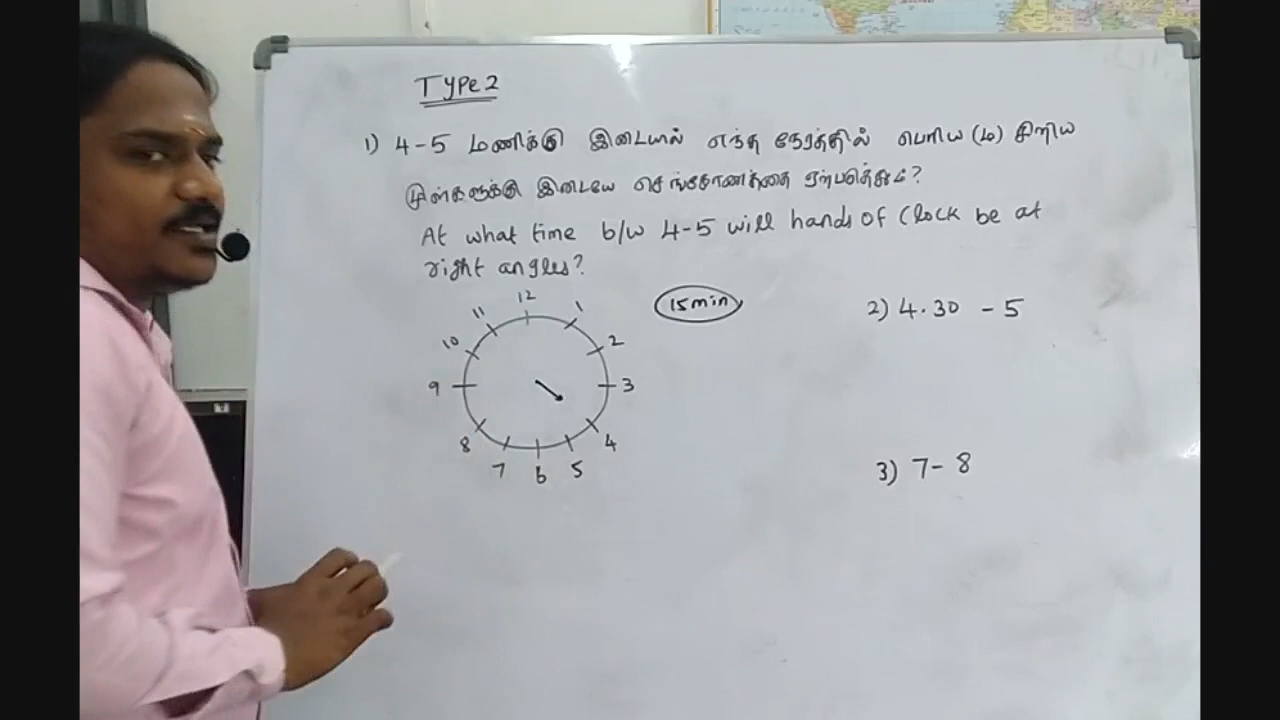 Type 2
1) 4-5 மணிக்கு இடையில் எந்த நேரத்தில் பெரிய (ம) சிறிய
முள்களுக்கு இடையே செங்கோணத்தை ஏற்படுத்தும்?
At what time b/w 4-5 will hands of clock be at
right angles?
15min
2) 4.30 - 5
12
11
1
10
2
9
3
8
4
7
6
5
3) 7- 8